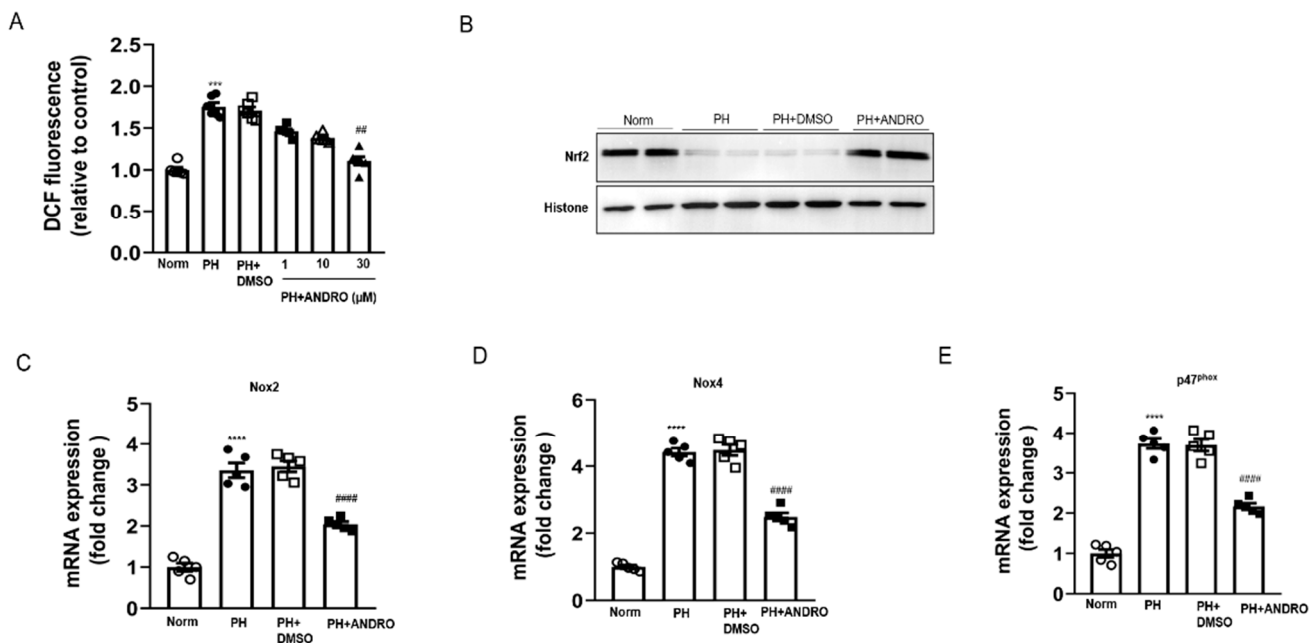 A
DCF fluorescence
(relative to control)
2.5
2.0
1.5
1.0
0.5
0.0
***
##
Norm
PH
PH+
DMSO
1
10
30
PH+ANDRO (μM)
B
Norm
PH
PH+DMSO
PH+ANDRO
Nrf2
Histone
C
Nox2
mRNA expression
(fold change )
5
4
3
2
1
0
****
####
Norm
PH
PH+
DMSO
PH+ANDRO
D
Nox4
mRNA expression
(fold change )
6
4
2
0
****
####
Norm
PH
PH+
DMSO
PH+ANDRO
E
p47phox
mRNA expression
(fold change )
5
4
3
2
1
0
****
####
Norm
PH
PH+
DMSO
PH+ANDRO